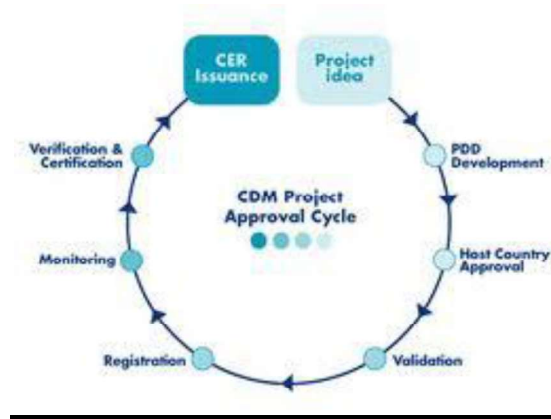 CER
Issuance
Project
idea
PDD
Development
Host Country
Approval
Validation
Registration
Monitoring
Verification &
Certification
CDM Project
Approval Cycle